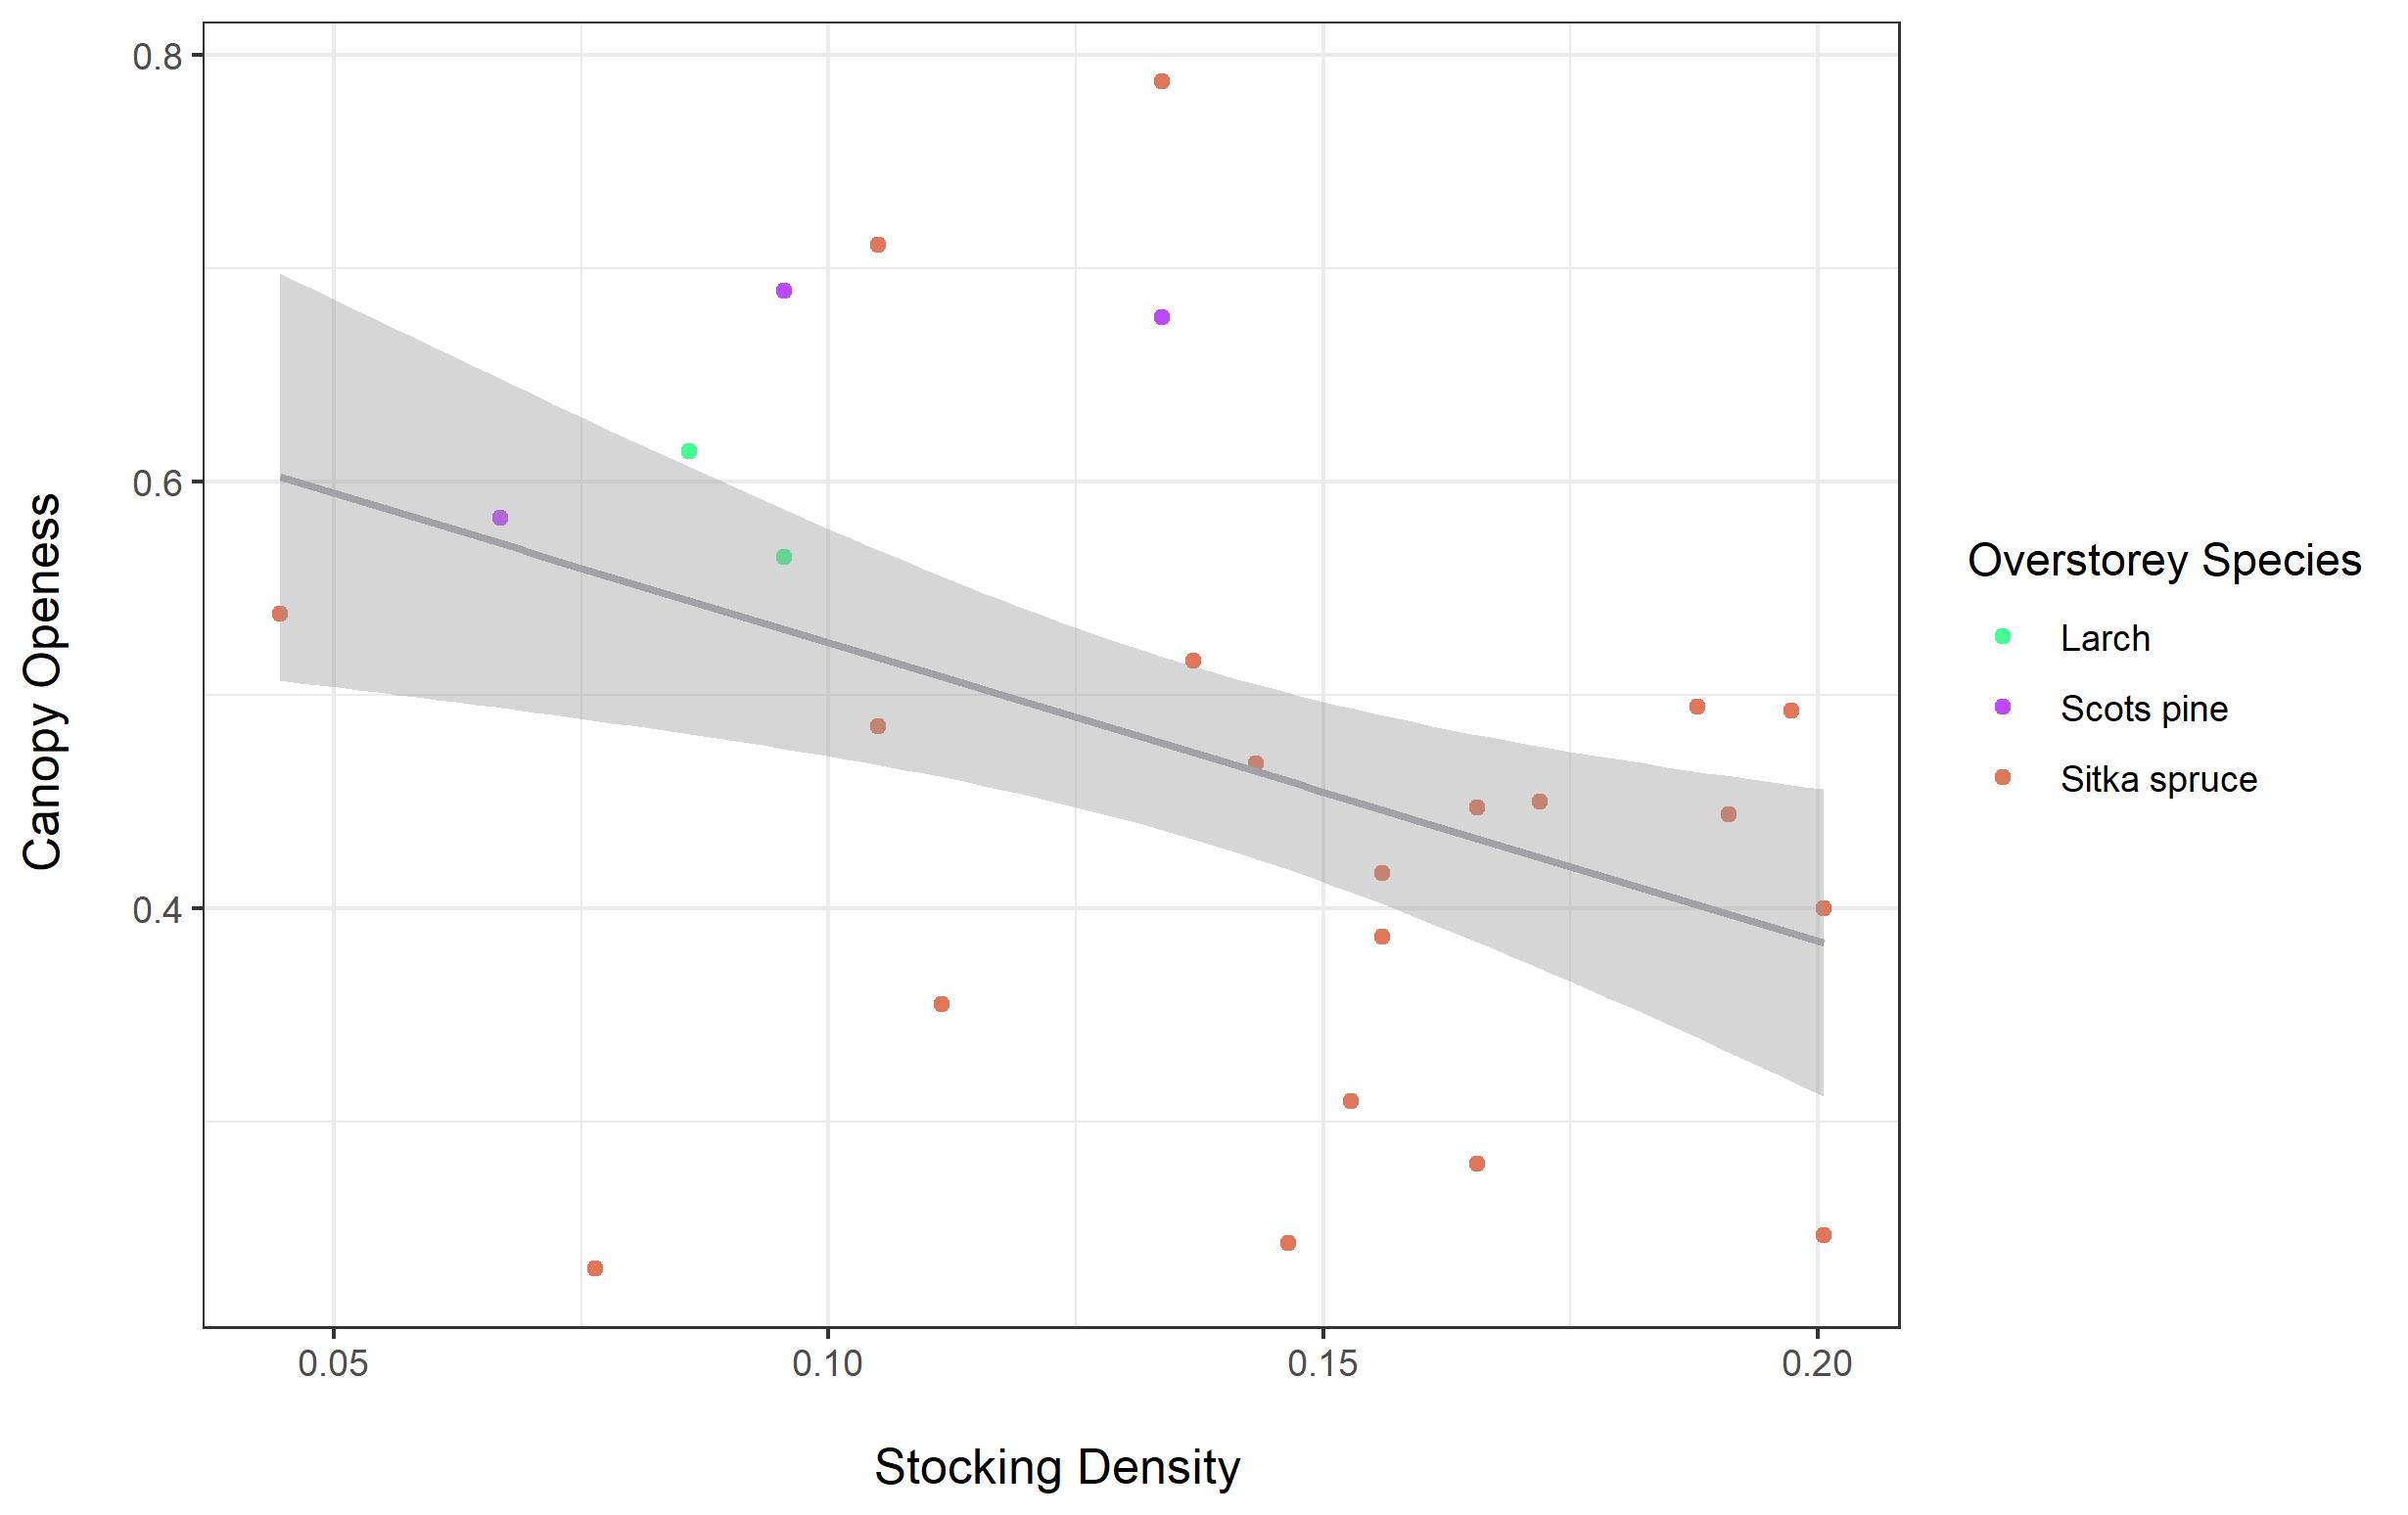 0.8
0.6
0.4
Canopy Openess
0.05 0.10 0.15 0.20
Stocking Density
Overstorey Species
Larch
Scots pine
Sitka spruce